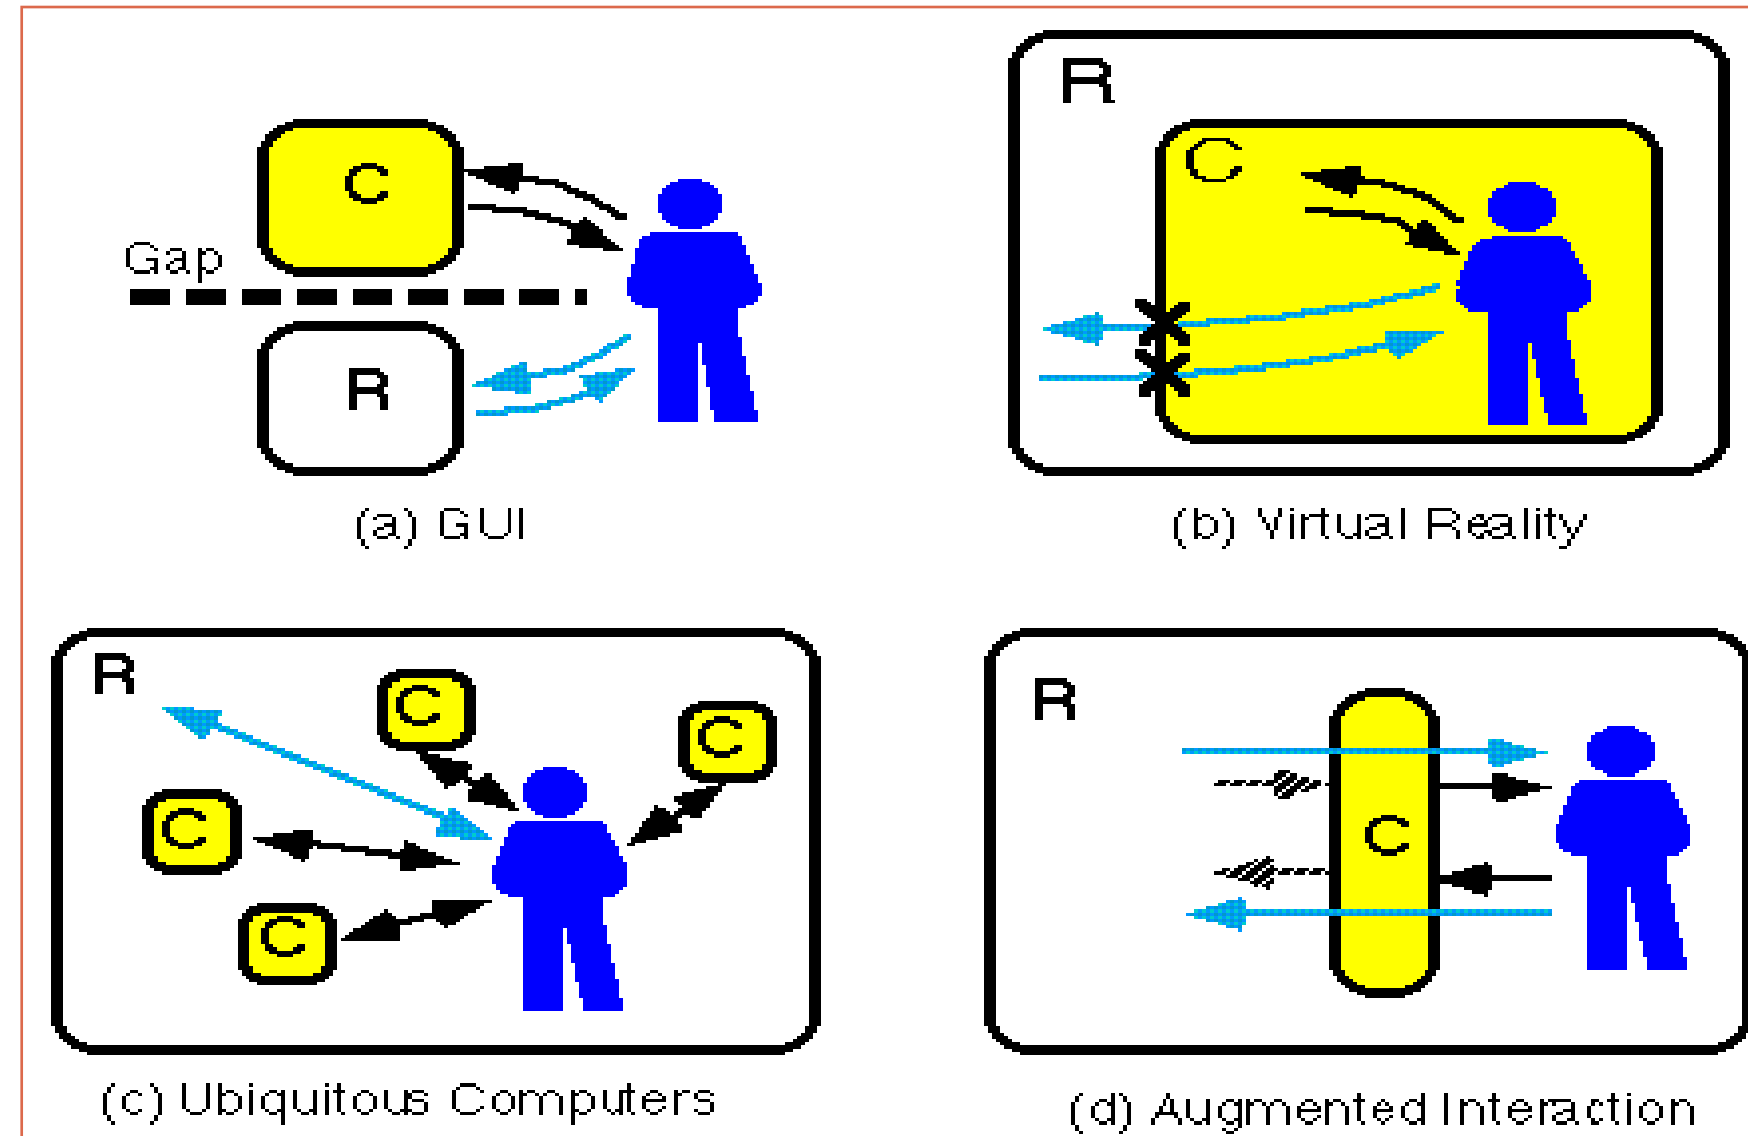 C
Gap
R
(a) GUI
R
C
(b) Virtual Reality
R
C
C
C
C
(c) Ubiquitous Computers
R
C
(d) Augmented Interaction